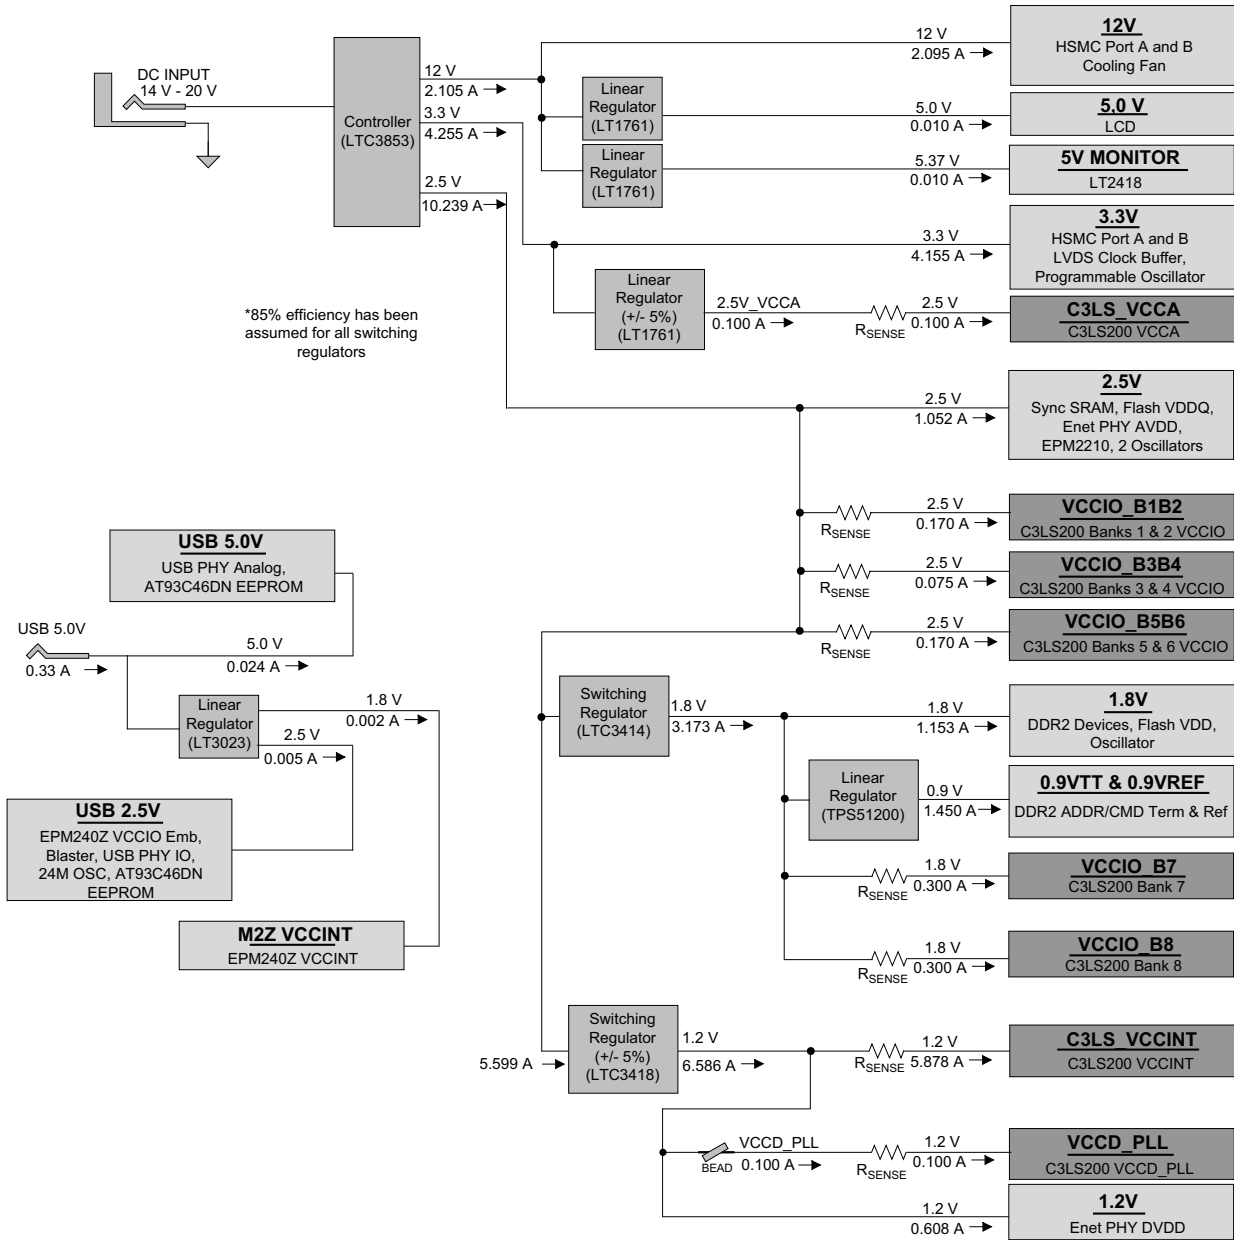 DC INPUT
14 V - 20 V
Controller
(LTC3853)
12 V
2.105 A
3.3 V
4.255 A
2.5 V
10.239 A
Linear
Regulator
(LT1761)
Linear
Regulator
(LT1761)
12 V
2.095 A
12V
HSMC Port A and B
Cooling Fan
5.0 V
0.010 A
5.0 V
LCD
5.37 V
0.010 A
5V MONITOR
LT2418
3.3 V
4.155 A
3.3V
HSMC Port A and B
LVDS Clock Buffer,
Programmable Oscillator
Linear
Regulator
(+/- 5%)
(LT1761)
2.5V_VCCA
0.100 A
RSENSE
2.5 V
0.100 A
C3LS_VCCA
C3LS200 VCCA
*85% efficiency has been
assumed for all switching
regulators
2.5 V
1.052 A
2.5V
Sync SRAM, Flash VDDQ,
Enet PHY AVDD,
EPM2210, 2 Oscillators
RSENSE
2.5 V
0.170 A
VCCIO_B1B2
C3LS200 Banks 1 & 2 VCCIO
RSENSE
2.5 V
0.075 A
VCCIO_B3B4
C3LS200 Banks 3 & 4 VCCIO
RSENSE
2.5 V
0.170 A
VCCIO_B5B6
C3LS200 Banks 5 & 6 VCCIO
USB 5.0V
USB PHY Analog,
AT93C46DN EEPROM
USB 5.0V
0.33 A
5.0 V
0.024 A
Linear
Regulator
(LT3023)
1.8 V
0.002 A
2.5 V
0.005 A
USB 2.5V
EPM240Z VCCIO Emb,
Blaster, USB PHY IO,
24M OSC, AT93C46DN
EEPROM
M2Z VCCINT
EPM240Z VCCINT
Switching
Regulator
(LTC3414)
1.8 V
3.173 A
1.8 V
1.153 A
1.8V
DDR2 Devices, Flash VDD,
Oscillator
Linear
Regulator
(TPS51200)
0.9 V
1.450 A
0.9VTT & 0.9VREF
DDR2 ADDR/CMD Term & Ref
RSENSE
1.8 V
0.300 A
VCCIO_B7
C3LS200 Bank 7
RSENSE
1.8 V
0.300 A
VCCIO_B8
C3LS200 Bank 8
5.599 A
Switching
Regulator
(+/- 5%)
(LTC3418)
1.2 V
6.586 A
RSENSE
1.2 V
5.878 A
C3LS_VCCINT
C3LS200 VCCINT
BEAD
VCCD_PLL
0.100 A
RSENSE
1.2 V
0.100 A
VCCD_PLL
C3LS200 VCCD_PLL
1.2 V
0.608 A
1.2V
Enet PHY DVDD